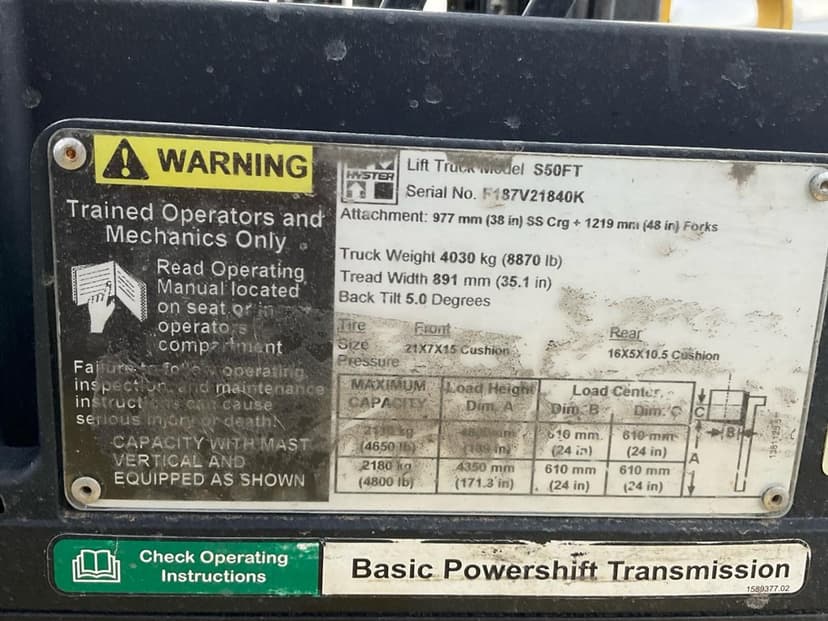 WARNING
Trained Operators and
Mechanics Only
Read Operating
Manual located
on seat or in
operators
compartment
Failure to follow operating
inspection and maintenance
instructions can cause
serious injury or death!
CAPACITY WITH MAST
VERTICAL AND
EQUIPPED AS SHOWN
HYSTER
Lift Truck Model S50FT
Serial No. F187V21840K
Attachment: 977 mm (38 in) SS Crg + 1219 mm (48 in) Forks
Truck Weight 4030 kg (8870 lb)
Tread Width 891 mm (35.1 in)
Back Tilt 5.0 Degrees
Tire Front Rear
Size 21X7X15 Cushion 16X5X10.5 Cushion
Pressure
MAXIMUM Load Height Load Center
CAPACITY Dim. A Dim. B Dim. C
2110 kg mm 610 mm 610 mm
(4650 lb) (189 in) (24 in) (24 in)
2180 kg 4350 mm 610 mm 610 mm
(4800 lb) (171.3 in) (24 in) (24 in)
C
B
A
Check Operating
Instructions
Basic Powershift Transmission
1589377.02